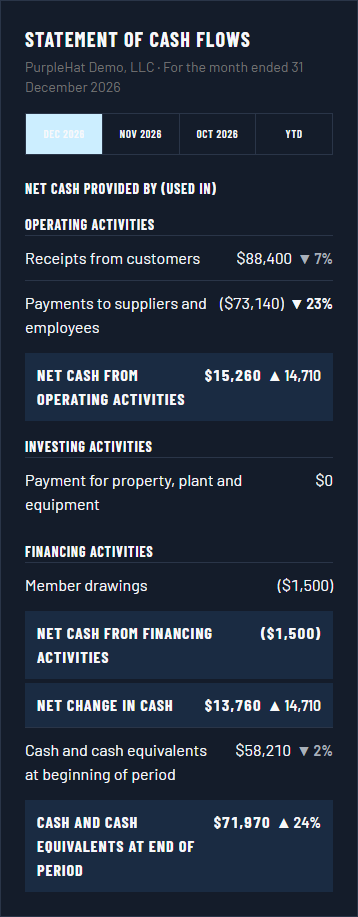 STATEMENT OF CASH FLOWS
PurpleHat Demo, LLC · For the month ended 31
December 2026
DEC 2026 NOV 2026 OCT 2026 YTD
NET CASH PROVIDED BY (USED IN)
OPERATING ACTIVITIES
Receipts from customers $88,400 ▼ 7%
Payments to suppliers and ($73,140) ▼ 23%
employees
NET CASH FROM $15,260 ▲ 14,710
OPERATING ACTIVITIES
INVESTING ACTIVITIES
Payment for property, plant and $0
equipment
FINANCING ACTIVITIES
Member drawings ($1,500)
NET CASH FROM FINANCING ($1,500)
ACTIVITIES
NET CHANGE IN CASH $13,760 ▲ 14,710
Cash and cash equivalents $58,210 ▼ 2%
at beginning of period
CASH AND CASH $71,970 ▲ 24%
EQUIVALENTS AT END OF
PERIOD